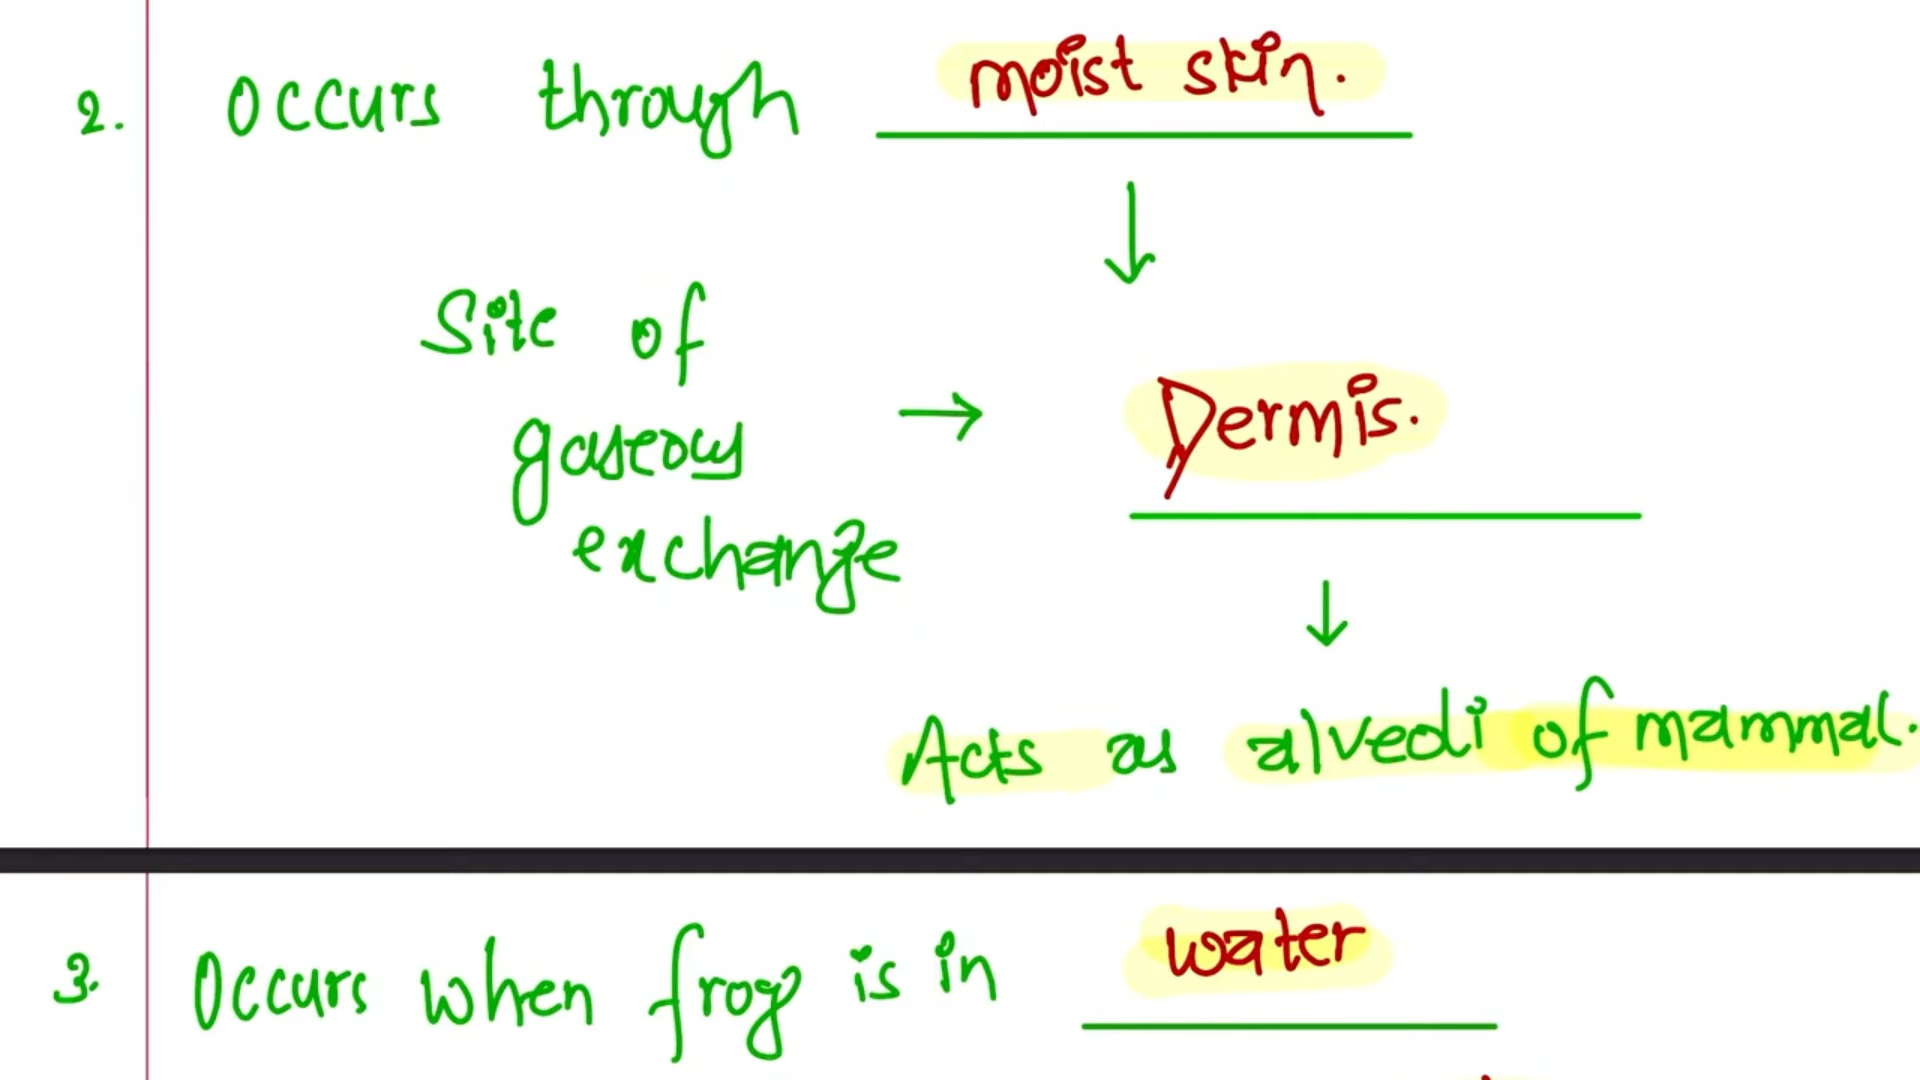 2. Occurs through moist skin.
↓
Site of
gaseous → Dermis.
exchange
↓
Acts as alveoli of mammal.
3. Occurs when frog is in water